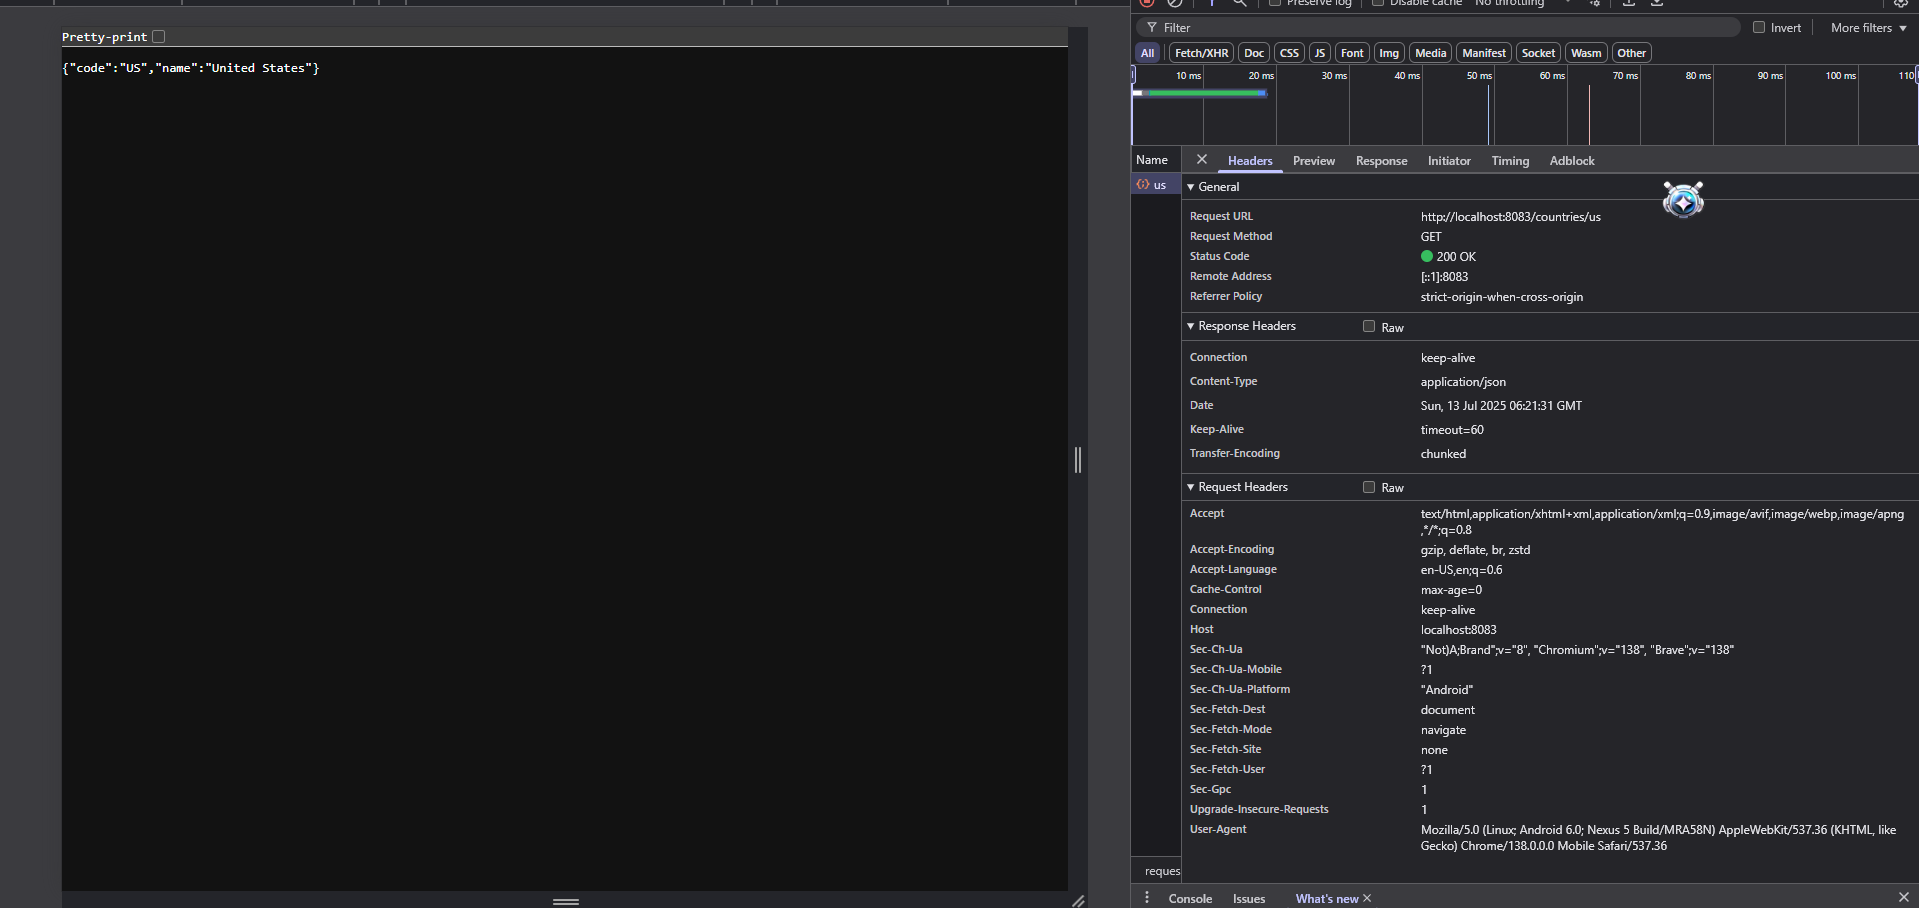 Preserve log Disable cache No throttling
Filter Invert More filters
Pretty-print
{"code":"US","name":"United States"}
All Fetch/XHR Doc CSS JS Font Img Media Manifest Socket Wasm Other
10 ms 20 ms 30 ms 40 ms 50 ms 60 ms 70 ms 80 ms 90 ms 100 ms 110
Name Headers Preview Response Initiator Timing Adblock
us
General
Request URL http://localhost:8083/countries/us
Request Method GET
Status Code 200 OK
Remote Address [::1]:8083
Referrer Policy strict-origin-when-cross-origin
Response Headers Raw
Connection keep-alive
Content-Type application/json
Date Sun, 13 Jul 2025 06:21:31 GMT
Keep-Alive timeout=60
Transfer-Encoding chunked
Request Headers Raw
Accept text/html,application/xhtml+xml,application/xml;q=0.9,image/avif,image/webp,image/apng
,*/*;q=0.8
Accept-Encoding gzip, deflate, br, zstd
Accept-Language en-US,en;q=0.6
Cache-Control max-age=0
Connection keep-alive
Host localhost:8083
Sec-Ch-Ua "Not)A;Brand";v="8", "Chromium";v="138", "Brave";v="138"
Sec-Ch-Ua-Mobile ?1
Sec-Ch-Ua-Platform "Android"
Sec-Fetch-Dest document
Sec-Fetch-Mode navigate
Sec-Fetch-Site none
Sec-Fetch-User ?1
Sec-Gpc 1
Upgrade-Insecure-Requests 1
User-Agent Mozilla/5.0 (Linux; Android 6.0; Nexus 5 Build/MRA58N) AppleWebKit/537.36 (KHTML, like
Gecko) Chrome/138.0.0.0 Mobile Safari/537.36
reques
Console Issues What's new